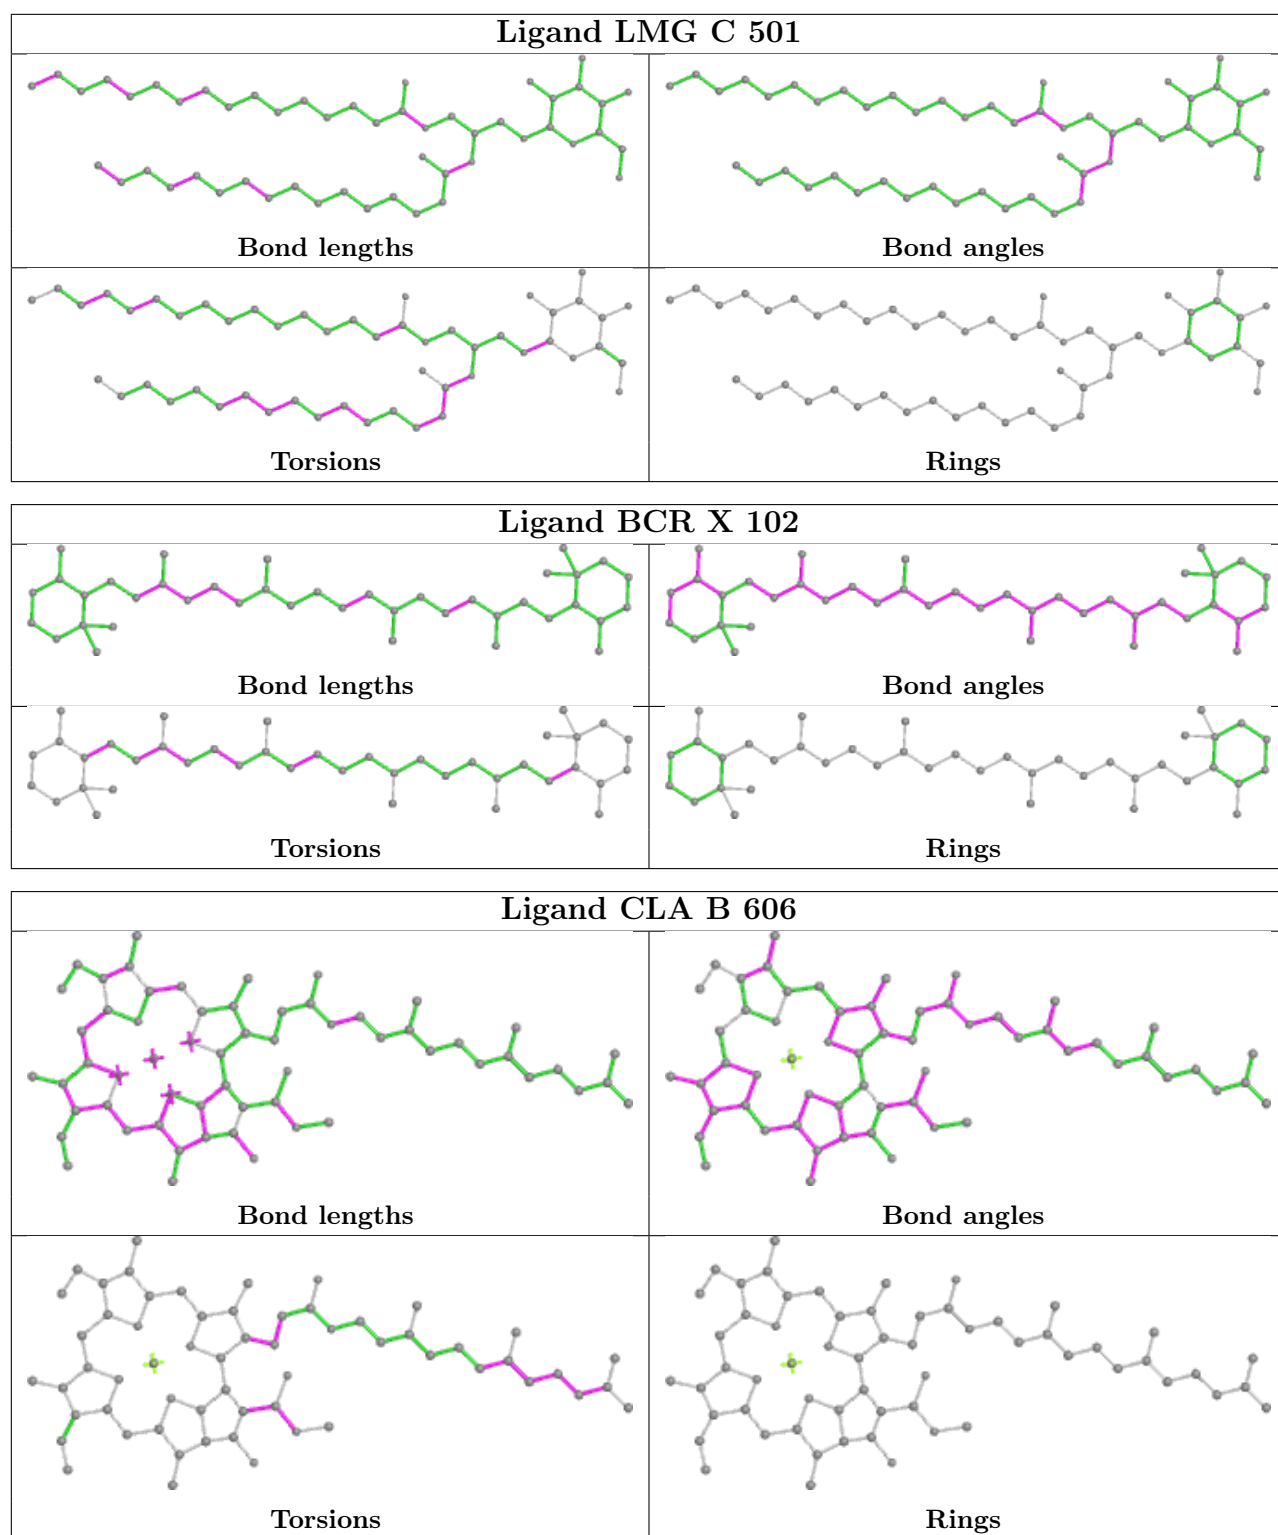 Ligand LMG C 501
Bond lengths
Bond angles
Torsions
Rings
Ligand BCR X 102
Bond lengths
Bond angles
Torsions
Rings
Ligand CLA B 606
Bond lengths
Bond angles
Torsions
Rings